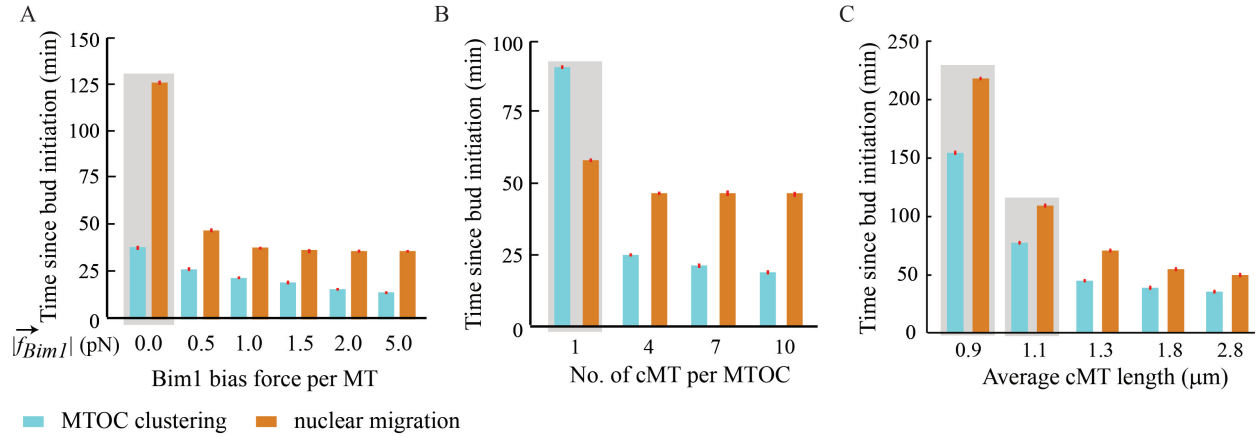 A
Time since bud initiation (min)
150
125
100
75
50
25
0
|f_Bim1| (pN)
0.0 0.5 1.0 1.5 2.0 5.0
Bim1 bias force per MT
B
Time since bud initiation (min)
100
75
50
25
0
1 4 7 10
No. of cMT per MTOC
C
Time since bud initiation (min)
250
200
150
100
50
0
0.9 1.1 1.3 1.8 2.8
Average cMT length (μm)
MTOC clustering nuclear migration